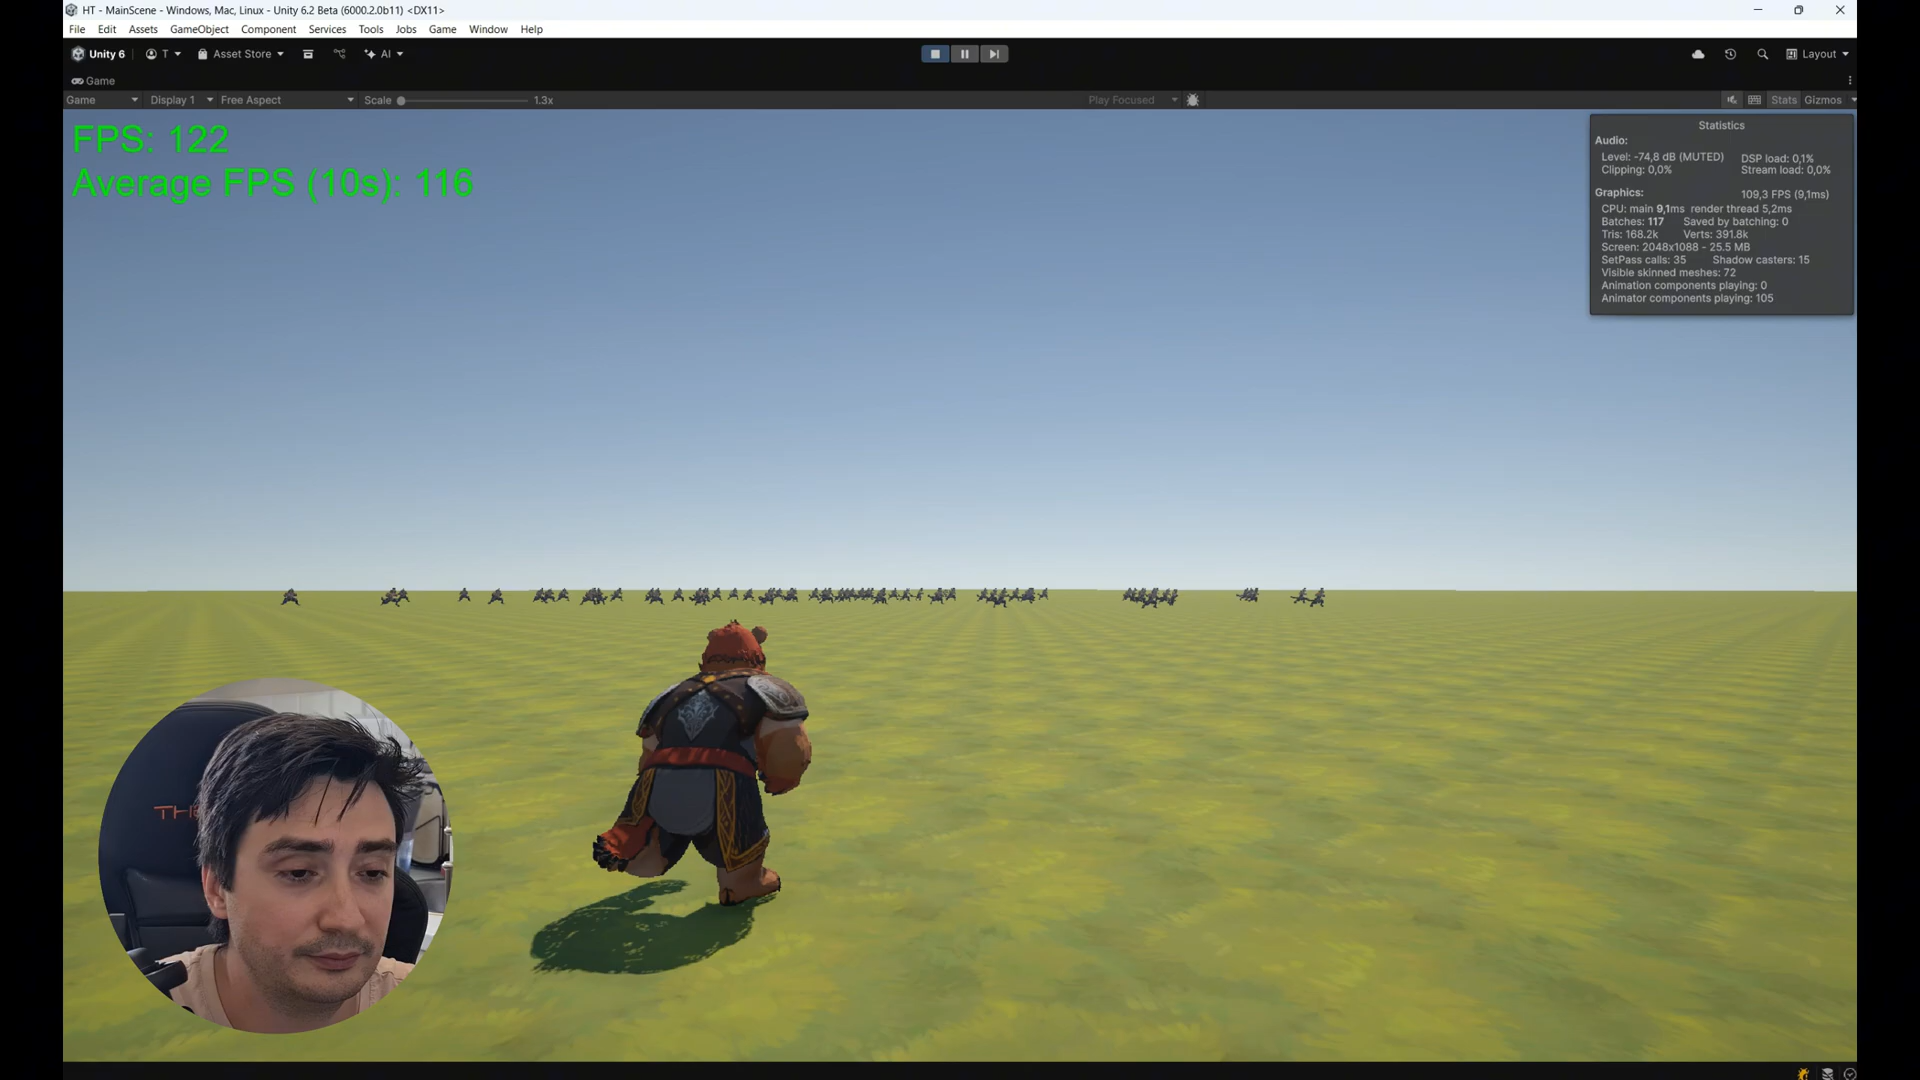 HT - MainScene - Windows, Mac, Linux - Unity 6.2 Beta (6000.2.0b11) <DX11>
File Edit Assets GameObject Component Services Tools Jobs Game Window Help
Unity 6 T Asset Store AI Layout
Game
Game Display 1 Free Aspect Scale 1.3x Play Focused Stats Gizmos
FPS: 122
Average FPS (10s): 116
Statistics
Audio:
Level: -74,8 dB (MUTED) DSP load: 0,1%
Clipping: 0,0% Stream load: 0,0%
Graphics: 109,3 FPS (9,1ms)
CPU: main 9,1ms render thread 5,2ms
Batches: 117 Saved by batching: 0
Tris: 168.2k Verts: 391.8k
Screen: 2048x1088 - 25.5 MB
SetPass calls: 35 Shadow casters: 15
Visible skinned meshes: 72
Animation components playing: 0
Animator components playing: 105